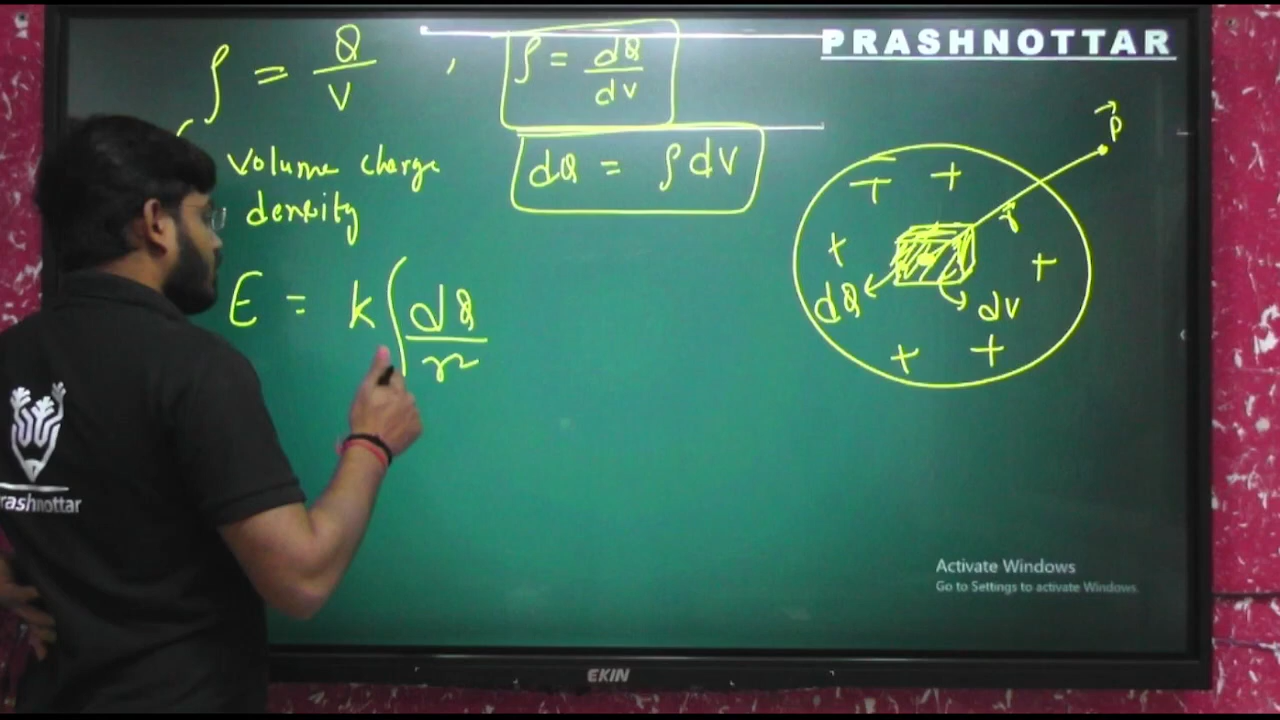 PRASHNOTTAR
ρ = Q/V , ρ = dQ/dv
volume charge
density
dQ = ρ dV
E = k ∫ dQ/r²
P
r
+ + + + + + +
dQ
dv
rashnottar
Activate Windows
Go to Settings to activate Windows.
EKIN